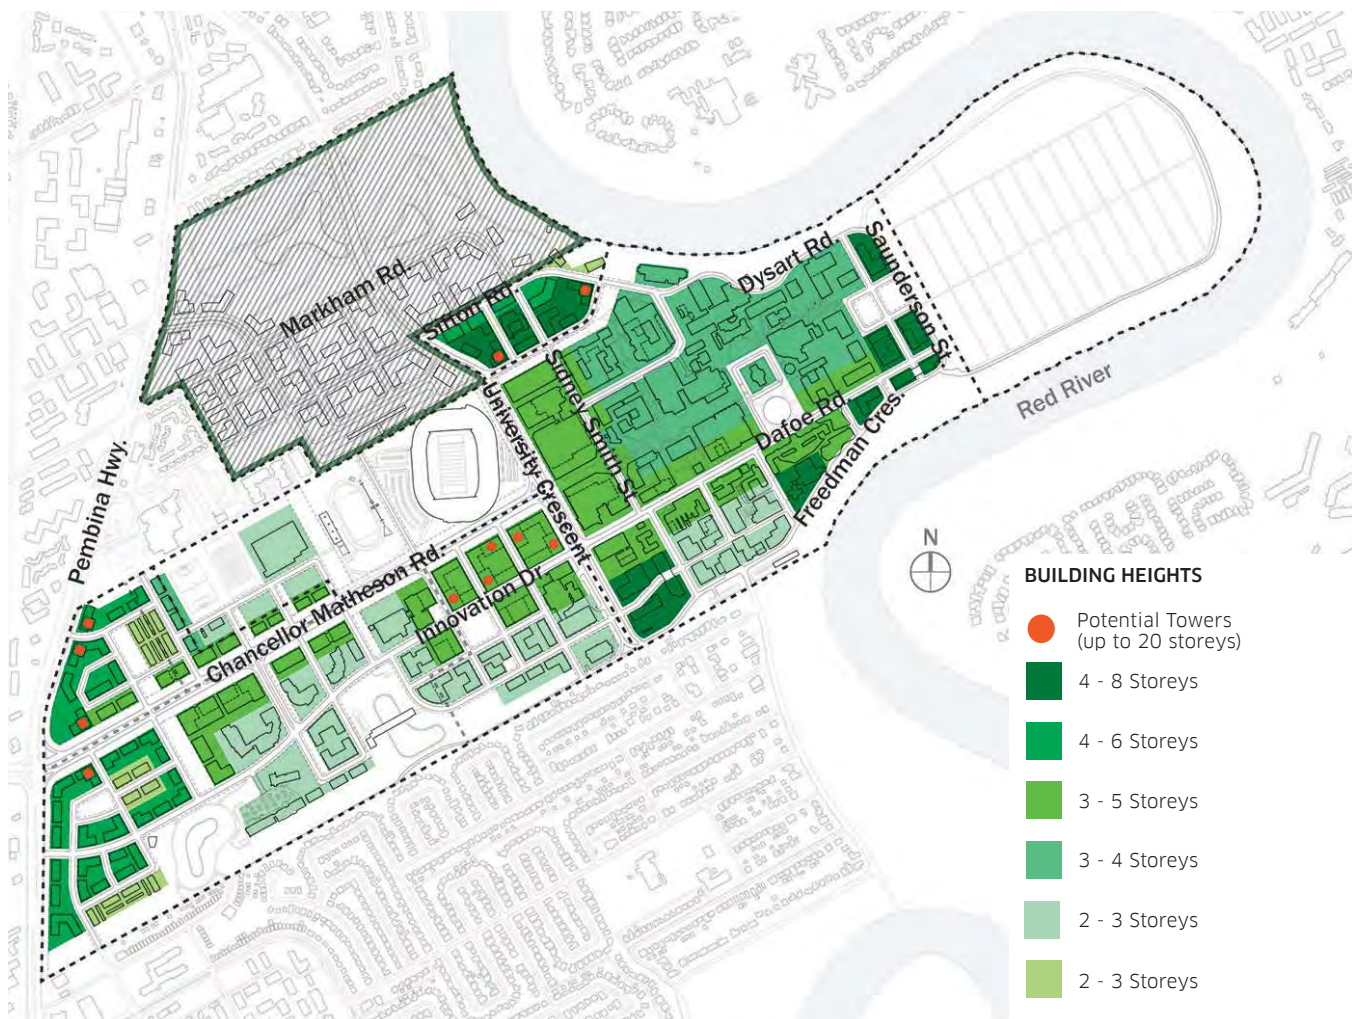 Markham Rd.
Sifton Rd.
Dysart Rd.
Saunderson St.
Sidney Smith St.
University Crescent
Dafoe Rd.
Freedman Cres.
Red River
Pembina Hwy.
Chancellor Matheson Rd.
Innovation Dr.
N
BUILDING HEIGHTS
Potential Towers
(up to 20 storeys)
4 - 8 Storeys
4 - 6 Storeys
3 - 5 Storeys
3 - 4 Storeys
2 - 3 Storeys
2 - 3 Storeys